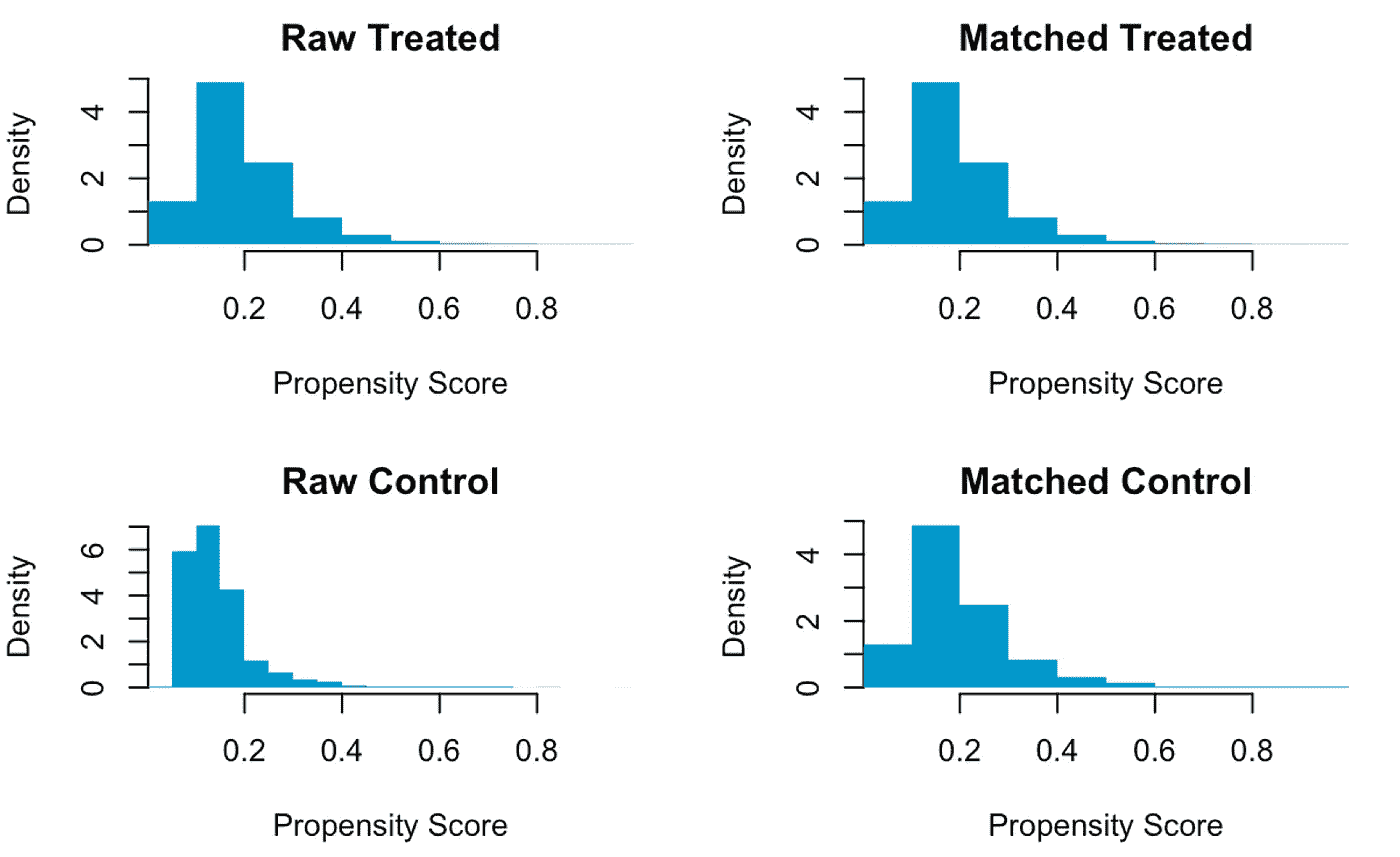 Raw Treated
Density
0 2 4
0.2 0.4 0.6 0.8
Propensity Score
Matched Treated
Density
0 2 4
0.2 0.4 0.6 0.8
Propensity Score
Raw Control
Density
0 2 4 6
0.2 0.4 0.6 0.8
Propensity Score
Matched Control
Density
0 2 4
0.2 0.4 0.6 0.8
Propensity Score